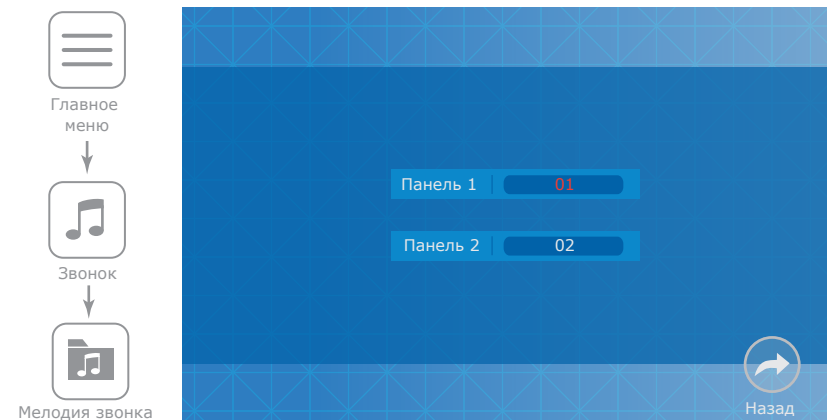 Главное
меню
Звонок
Мелодия звонка
Панель 1 01
Панель 2 02
Назад